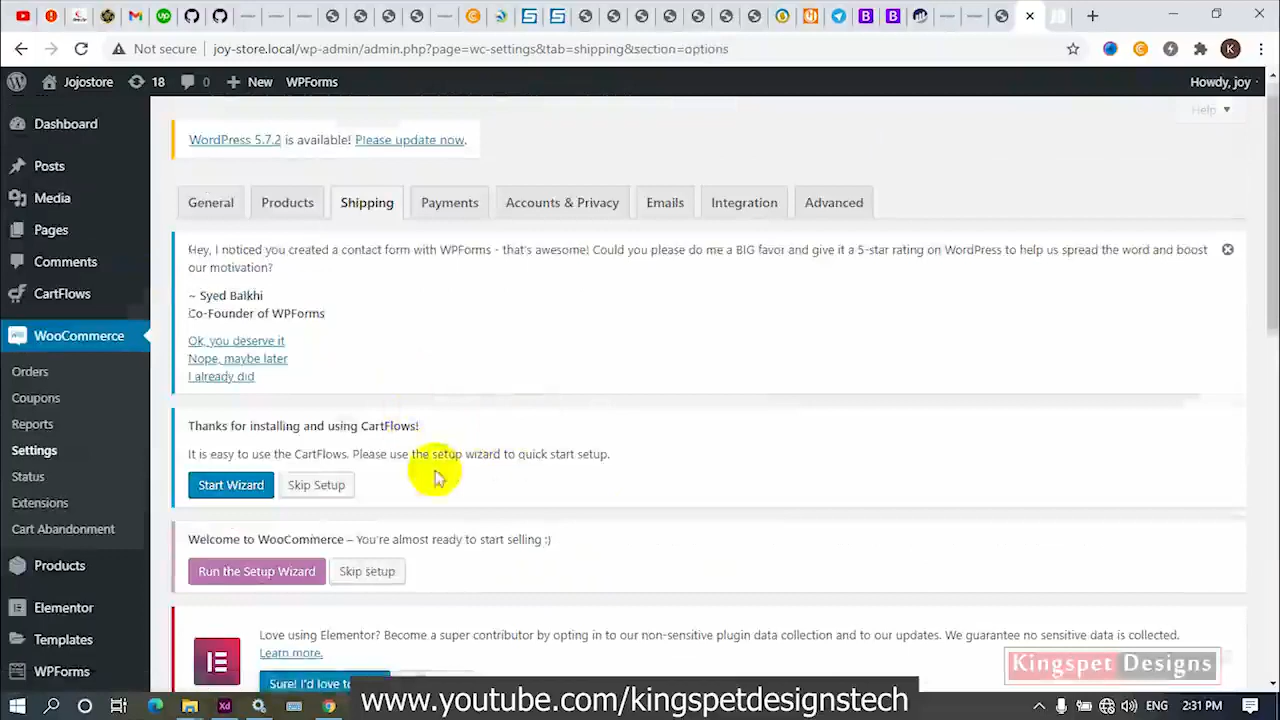 Not secure joy-store.local/wp-admin/admin.php?page=wc-settings&tab=shipping&section=options
Jojostore 18 0 New WPForms Howdy, joy
Help
Dashboard
Posts
Media
Pages
Comments
CartFlows
WooCommerce
Orders
Coupons
Reports
Settings
Status
Extensions
Cart Abandonment
Products
Elementor
Templates
WPForms
WordPress 5.7.2 is available! Please update now.
General Products Shipping Payments Accounts & Privacy Emails Integration Advanced
Hey, I noticed you created a contact form with WPForms - that's awesome! Could you please do me a BIG favor and give it a 5-star rating on WordPress to help us spread the word and boost
our motivation?
~ Syed Balkhi
Co-Founder of WPForms
Ok, you deserve it
Nope, maybe later
I already did
Thanks for installing and using CartFlows!
It is easy to use the CartFlows. Please use the setup wizard to quick start setup.
Start Wizard Skip Setup
Welcome to WooCommerce – You're almost ready to start selling :)
Run the Setup Wizard Skip setup
Love using Elementor? Become a super contributor by opting in to our non-sensitive plugin data collection and to our updates. We guarantee no sensitive data is collected.
Learn more.
Sure! I'd love to
Kingspet Designs
www.youtube.com/kingspetdesignstech
ENG 2:31 PM